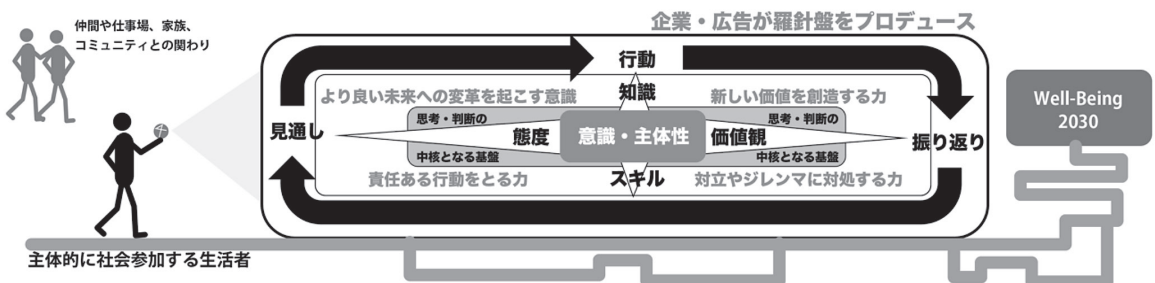 仲間や仕事場、家族、
コミュニティとの関わり
企業・広告が羅針盤をプロデュース
行動
知識
より良い未来への変革を起こす意識
新しい価値を創造する力
思考・判断の
思考・判断の
見通し
態度
意識・主体性
価値観
振り返り
中核となる基盤
中核となる基盤
責任ある行動をとる力
スキル
対立やジレンマに対処する力
Well-Being
2030
主体的に社会参加する生活者